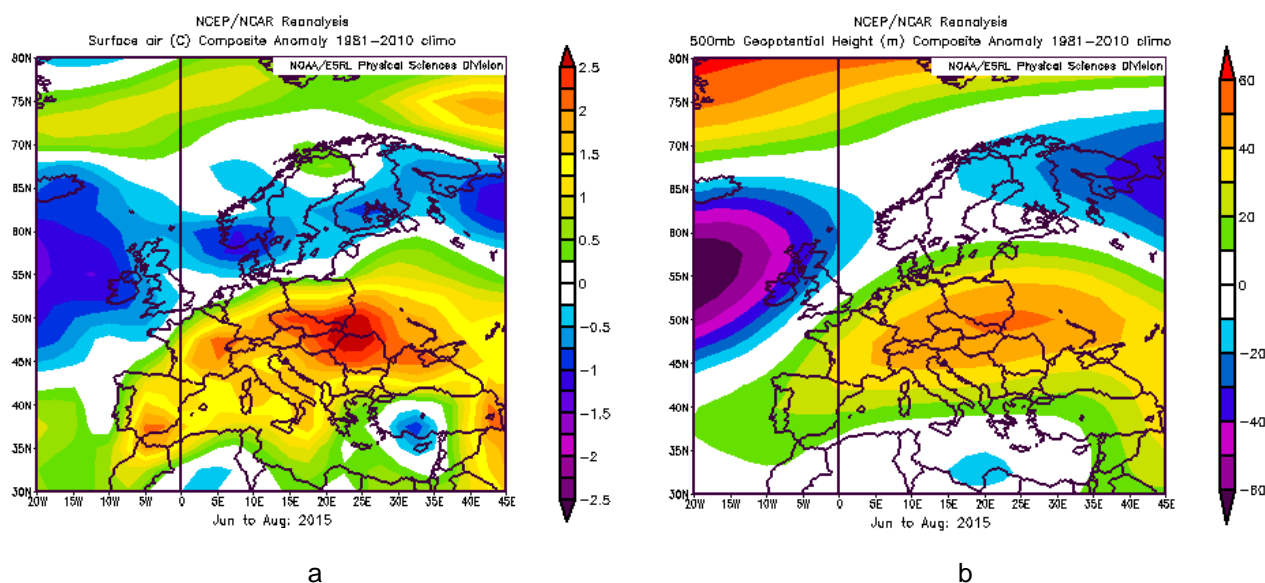 NCEP/NCAR Reanalysis
Surface air (C) Composite Anomaly 1981-2010 climo
NOAA/ESRL Physical Sciences Division
80N
75N
70N
65N
60N
55N
50N
45N
40N
35N
30N
20W 15W 10W 5W 0 5E 10E 15E 20E 25E 30E 35E 40E 45E
Jun to Aug: 2015
2.5
2
1.5
1
0.5
0
-0.5
-1
-1.5
-2
-2.5
a
NCEP/NCAR Reanalysis
500mb Geopotential Height (m) Composite Anomaly 1981-2010 climo
NOAA/ESRL Physical Sciences Division
80N
75N
70N
65N
60N
55N
50N
45N
40N
35N
30N
20W 15W 10W 5W 0 5E 10E 15E 20E 25E 30E 35E 40E 45E
Jun to Aug: 2015
60
40
20
0
-20
-40
-60
b